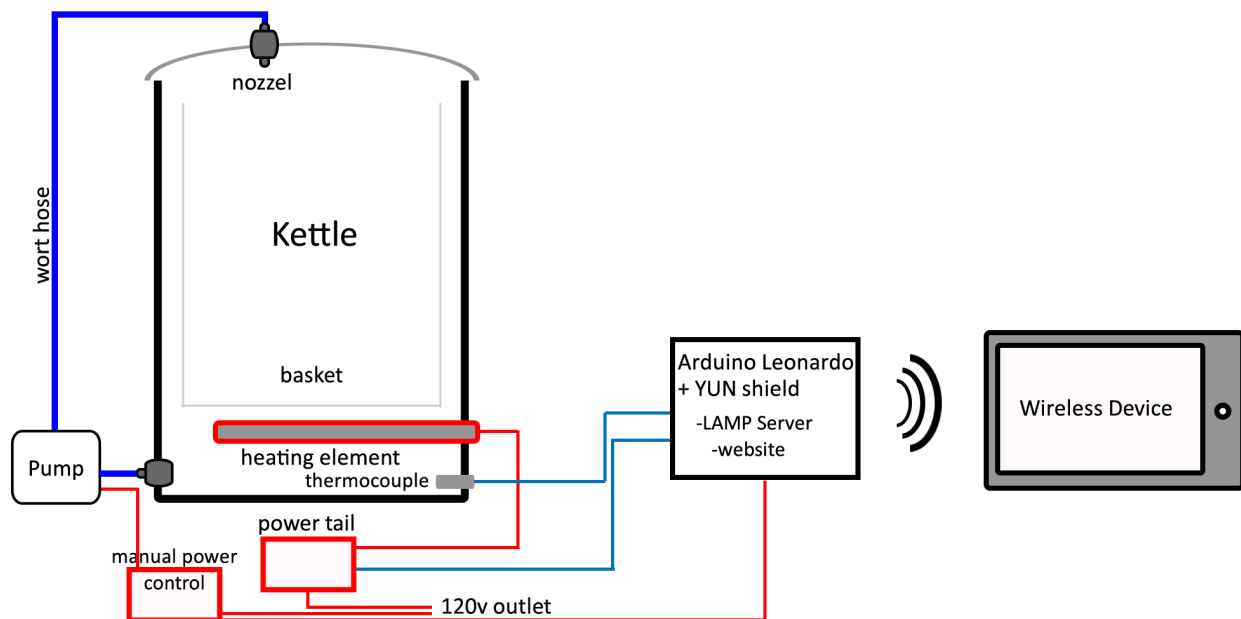 nozzel
wort hose
Kettle
basket
Arduino Leonardo
+ YUN shield
-LAMP Server
-website
Wireless Device
Pump
heating element
thermocouple
power tail
manual power
control
120v outlet